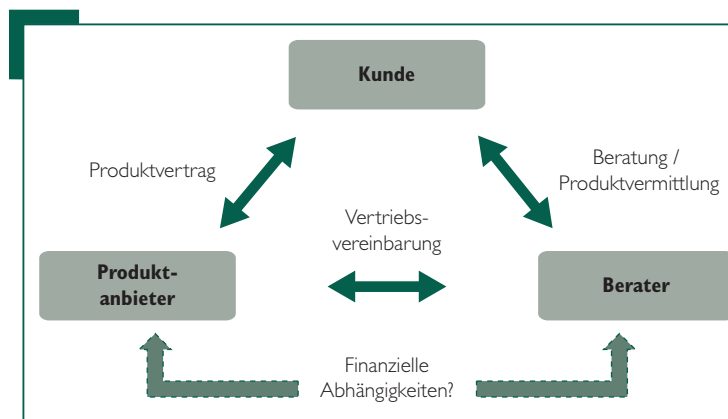 Kunde
Produktvertrag
Beratung /
Produktvermittlung
Vertriebs-
vereinbarung
Produkt-
anbieter
Berater
Finanzielle
Abhängigkeiten?